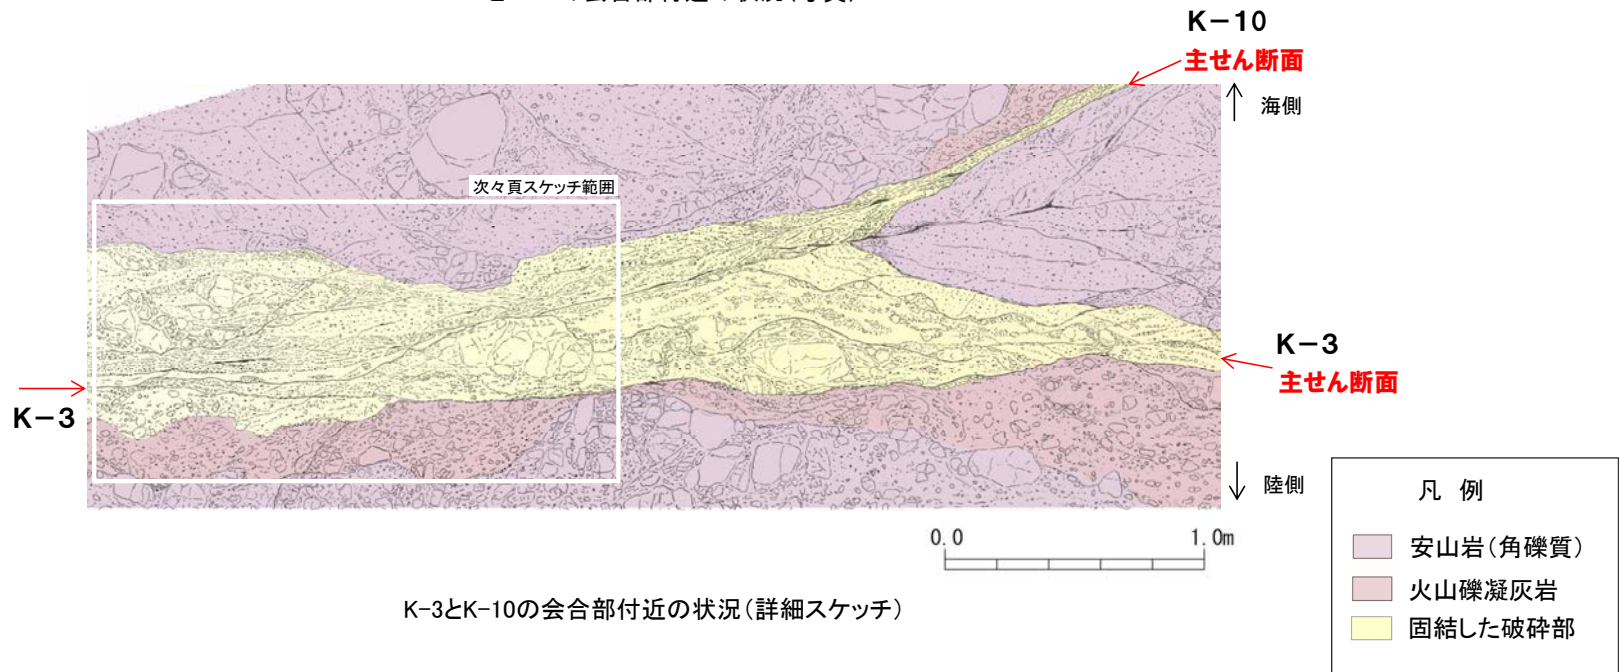 K−10
主せん断面
海側
次々頁スケッチ範囲
K−3
主せん断面
K−3
陸側
凡 例
0.0 1.0m
安山岩(角礫質)
火山礫凝灰岩
固結した破砕部
K-3とK-10の会合部付近の状況(詳細スケッチ)